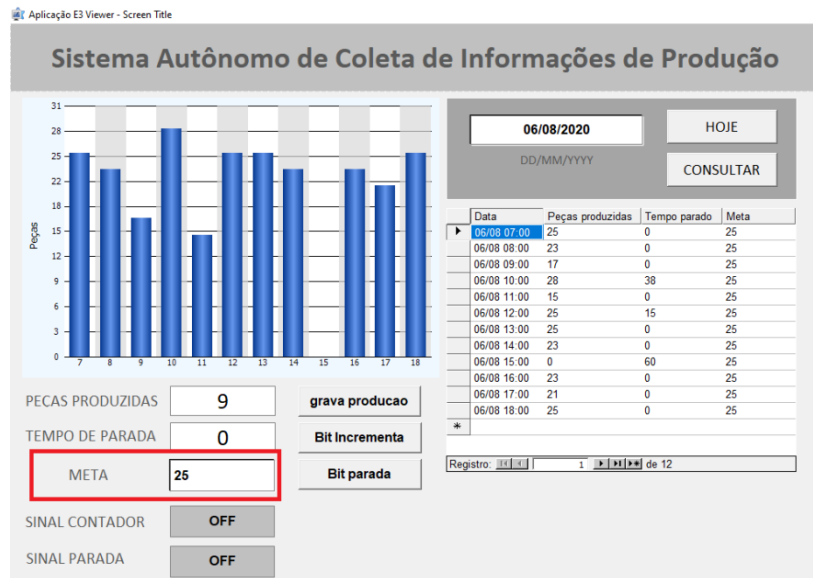 Aplicação E3 Viewer - Screen Title
Sistema Autônomo de Coleta de Informações de Produção
31
28
25
22
18
15
12
9
6
3
0
Peças
7 8 9 10 11 12 13 14 15 16 17 18
06/08/2020
DD/MM/YYYY
HOJE
CONSULTAR
Data Peças produzidas Tempo parado Meta
06/08 07:00 25 0 25
06/08 08:00 23 0 25
06/08 09:00 17 0 25
06/08 10:00 28 38 25
06/08 11:00 15 0 25
06/08 12:00 25 15 25
06/08 13:00 25 0 25
06/08 14:00 23 0 25
06/08 15:00 0 60 25
06/08 16:00 23 0 25
06/08 17:00 21 0 25
06/08 18:00 25 0 25
Registro: 1 de 12
PEÇAS PRODUZIDAS 9 grava producao
TEMPO DE PARADA 0 Bit Incrementa
META 25 Bit parada
SINAL CONTADOR OFF
SINAL PARADA OFF